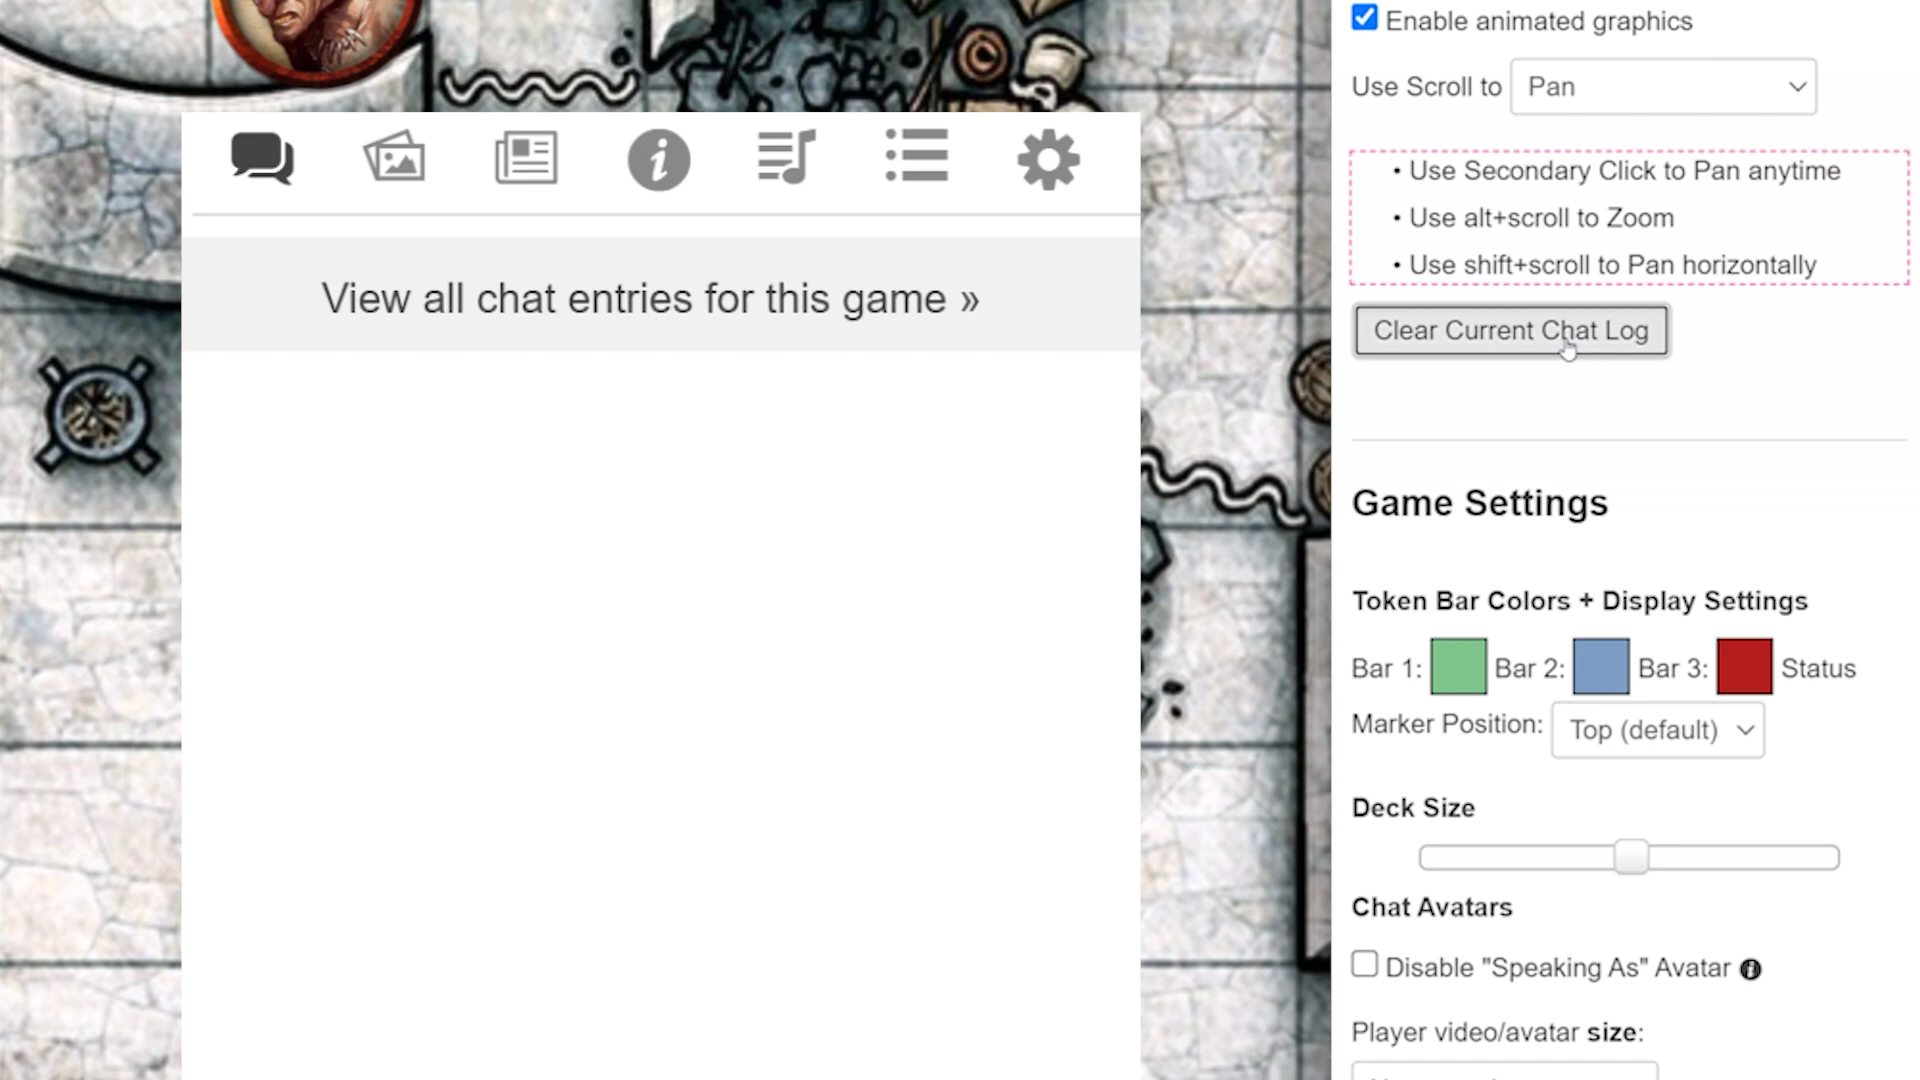 View all chat entries for this game »
Enable animated graphics
Use Scroll to Pan
• Use Secondary Click to Pan anytime
• Use alt+scroll to Zoom
• Use shift+scroll to Pan horizontally
Clear Current Chat Log
Game Settings
Token Bar Colors + Display Settings
Bar 1: Bar 2: Bar 3: Status
Marker Position: Top (default)
Deck Size
Chat Avatars
Disable "Speaking As" Avatar
Player video/avatar size: